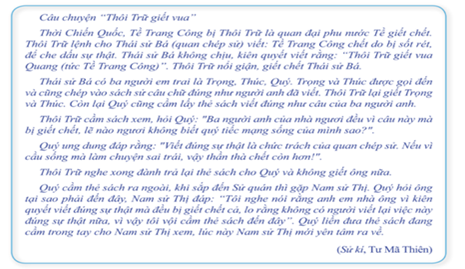 Câu chuyện “Thôi Trữ giết vua”
Thời Chiến Quốc, Tề Trang Công bị Thôi Trữ là quan đại phu nước Tề giết chết.
Thôi Trữ lệnh cho Thái sử Bá (quan chép sử) viết: Tề Trang Công chết do bị sốt rét,
để che dấu sự thật. Thái sử Bá không chịu, kiên quyết viết rằng: “Thôi Trữ giết vua
Quang (tức Tề Trang Công)”. Thôi Trữ nổi giận, giết chết Thái sử Bá.
Thái sử Bá có ba người em trai là Trọng, Thúc, Quý. Trọng và Thúc được gọi đến
và cũng chép vào sách sử câu chữ đúng như người anh đã viết. Thôi Trữ lại giết Trọng
và Thúc. Còn lại Quý cũng cầm lấy thẻ sách viết đúng như câu của ba người anh.
Thôi Trữ cầm sách xem, hỏi Quý: "Ba người anh của nhà ngươi đều vì câu này mà
bị giết chết, lẽ nào ngươi không biết quý tiếc mạng sống của mình sao?".
Quý ung dung đáp rằng: "Viết đúng sự thật là chức trách của quan chép sử. Nếu vì
cầu sống mà làm chuyện sai trái, vậy thần thà chết còn hơn!".
Thôi Trữ nghe xong đành trả lại thẻ sách cho Quý và không giết ông nữa.
Quý cầm thẻ sách ra ngoài, khi sắp đến Sử quán thì gặp Nam sử Thị. Quý hỏi ông
tại sao phải đến đây, Nam sử Thị đáp: “Tôi nghe nói rằng anh em nhà ông vì kiên
quyết viết đúng sự thật mà đều bị giết chết cả, lo rằng không có người viết lại việc này
đúng sự thật nữa, vì vậy tôi vội cầm thẻ sách đến đây”. Quý liền đưa thẻ sách đang
cầm trong tay cho Nam sử Thị xem, lúc này Nam sử Thị mới yên tâm ra về.
(Sử kí, Tư Mã Thiên)